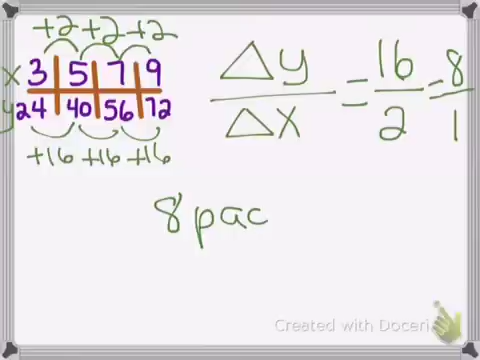 +2 +2 +2
x 3 5 7 9
y 24 40 56 72
+16 +16 +16
Δy/Δx = 16/2 = 8/1
8 pac
Created with Doceri